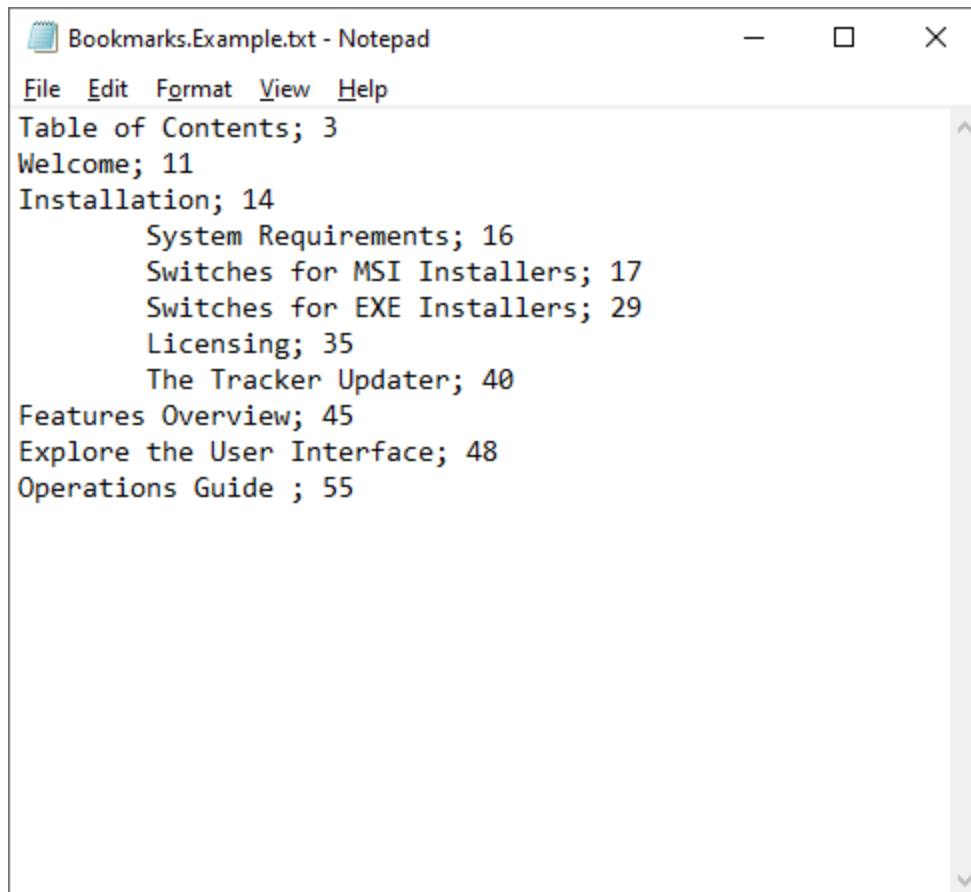 Bookmarks.Example.txt - Notepad
File Edit Format View Help
Table of Contents; 3
Welcome; 11
Installation; 14
System Requirements; 16
Switches for MSI Installers; 17
Switches for EXE Installers; 29
Licensing; 35
The Tracker Updater; 40
Features Overview; 45
Explore the User Interface; 48
Operations Guide ; 55